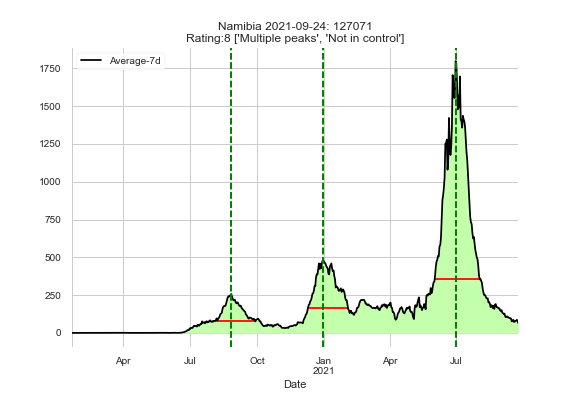 Namibia 2021-09-24: 127071
Rating:8 ['Multiple peaks', 'Not in control']
Average-7d
1750
1500
1250
1000
750
500
250
0
Apr Jul Oct Jan Apr Jul
2021
Date